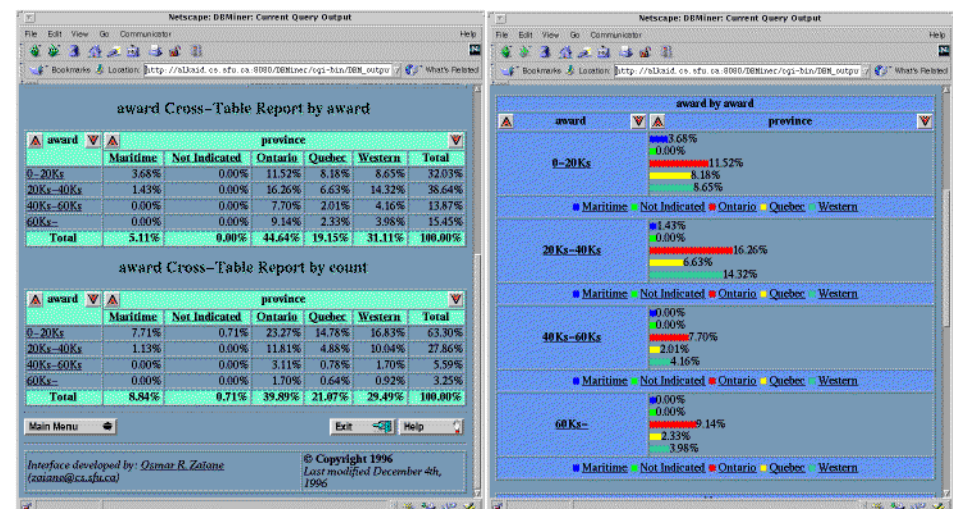 Netscape: DBMiner: Current Query Output
File Edit View Go Communicator Help
Bookmarks Location: http://alkaid.cs.sfu.ca:8080/DBMinec/cgi-bin/DBM_outpu What's Related
award Cross-Table Report by award
award province
Maritime Not Indicated Ontario Quebec Western Total
0-20Ks 3.68% 0.00% 11.52% 8.18% 8.65% 32.03%
20Ks-40Ks 1.43% 0.00% 16.26% 6.63% 14.32% 38.64%
40Ks-60Ks 0.00% 0.00% 7.70% 2.01% 4.16% 13.87%
60Ks- 0.00% 0.00% 9.14% 2.33% 3.98% 15.45%
Total 5.11% 0.00% 44.64% 19.15% 31.11% 100.00%
award Cross-Table Report by count
award province
Maritime Not Indicated Ontario Quebec Western Total
0-20Ks 7.71% 0.71% 23.27% 14.78% 16.83% 63.30%
20Ks-40Ks 1.13% 0.00% 11.81% 4.88% 10.04% 27.86%
40Ks-60Ks 0.00% 0.00% 3.11% 0.78% 1.70% 5.59%
60Ks- 0.00% 0.00% 1.70% 0.64% 0.92% 3.25%
Total 8.84% 0.71% 39.89% 21.07% 29.49% 100.00%
Main Menu Exit Help
Interface developed by: Osmar R. Zaïane
(zaiane@cs.sfu.ca)
© Copyright 1996
Last modified December 4th,
1996
Netscape: DBMiner: Current Query Output
File Edit View Go Communicator Help
Bookmarks Location: http://alkaid.cs.sfu.ca:8080/DBMinec/cgi-bin/DBM_outpu What's Related
award by award
award province
0-20Ks
3.68%
0.00%
11.52%
8.18%
8.65%
Maritime Not Indicated Ontario Quebec Western
20Ks-40Ks
1.43%
0.00%
16.26%
6.63%
14.32%
Maritime Not Indicated Ontario Quebec Western
40Ks-60Ks
0.00%
0.00%
7.70%
2.01%
4.16%
Maritime Not Indicated Ontario Quebec Western
60Ks-
0.00%
0.00%
9.14%
2.33%
3.98%
Maritime Not Indicated Ontario Quebec Western